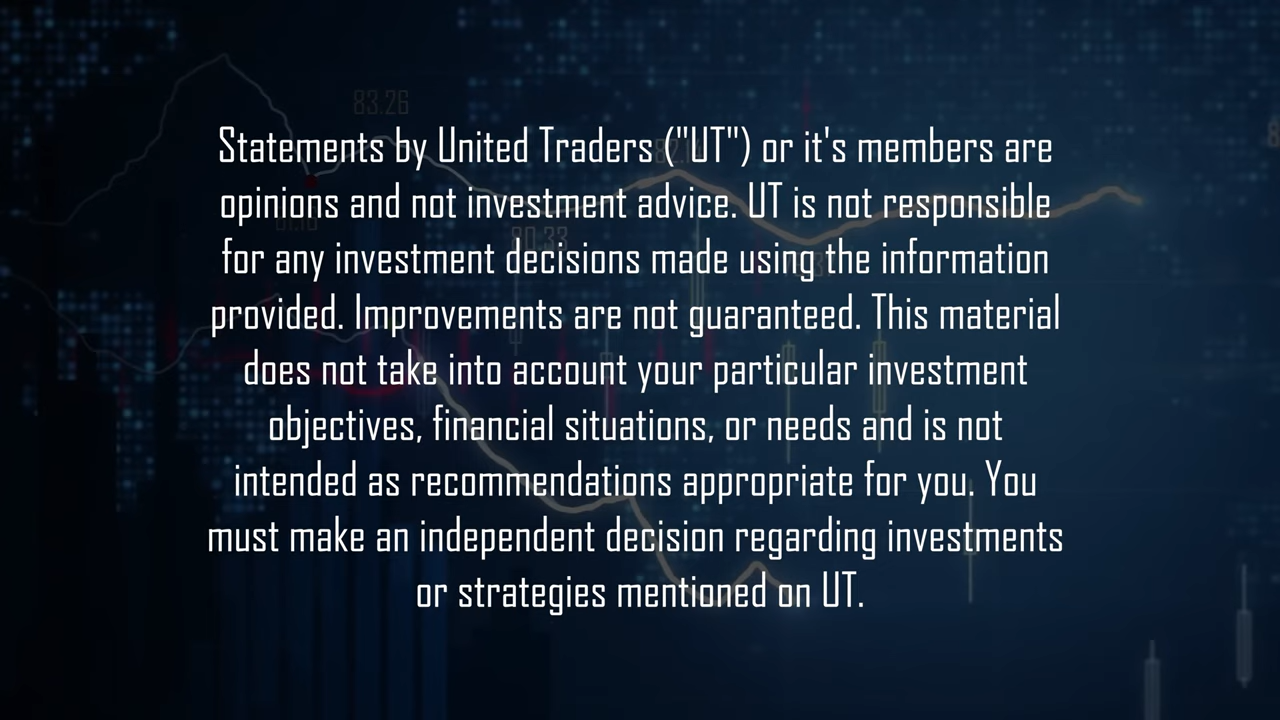 83.26
Statements by United Traders ("UT") or it's members are
opinions and not investment advice. UT is not responsible
for any investment decisions made using the information
provided. Improvements are not guaranteed. This material
does not take into account your particular investment
objectives, financial situations, or needs and is not
intended as recommendations appropriate for you. You
must make an independent decision regarding investments
or strategies mentioned on UT.